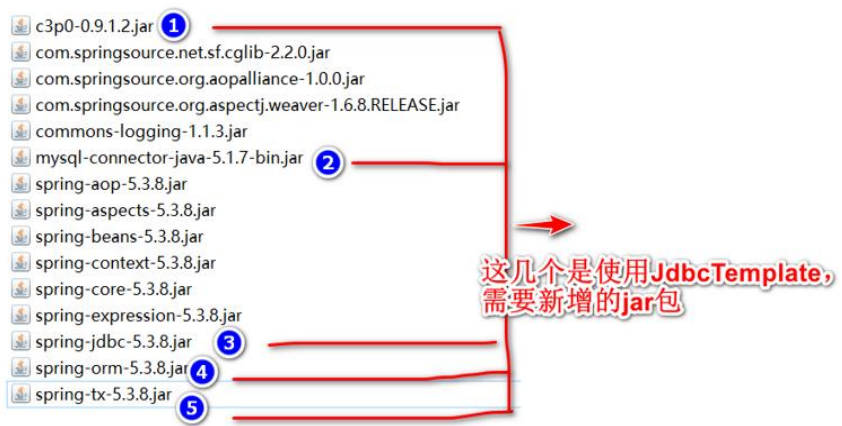 c3p0-0.9.1.2.jar 1
com.springsource.net.sf.cglib-2.2.0.jar
com.springsource.org.aopalliance-1.0.0.jar
com.springsource.org.aspectj.weaver-1.6.8.RELEASE.jar
commons-logging-1.1.3.jar
mysql-connector-java-5.1.7-bin.jar 2
spring-aop-5.3.8.jar
spring-aspects-5.3.8.jar
spring-beans-5.3.8.jar
spring-context-5.3.8.jar
spring-core-5.3.8.jar
spring-expression-5.3.8.jar
spring-jdbc-5.3.8.jar 3
spring-orm-5.3.8.jar 4
spring-tx-5.3.8.jar 5
这几个是使用JdbcTemplate，
需要新增的jar包